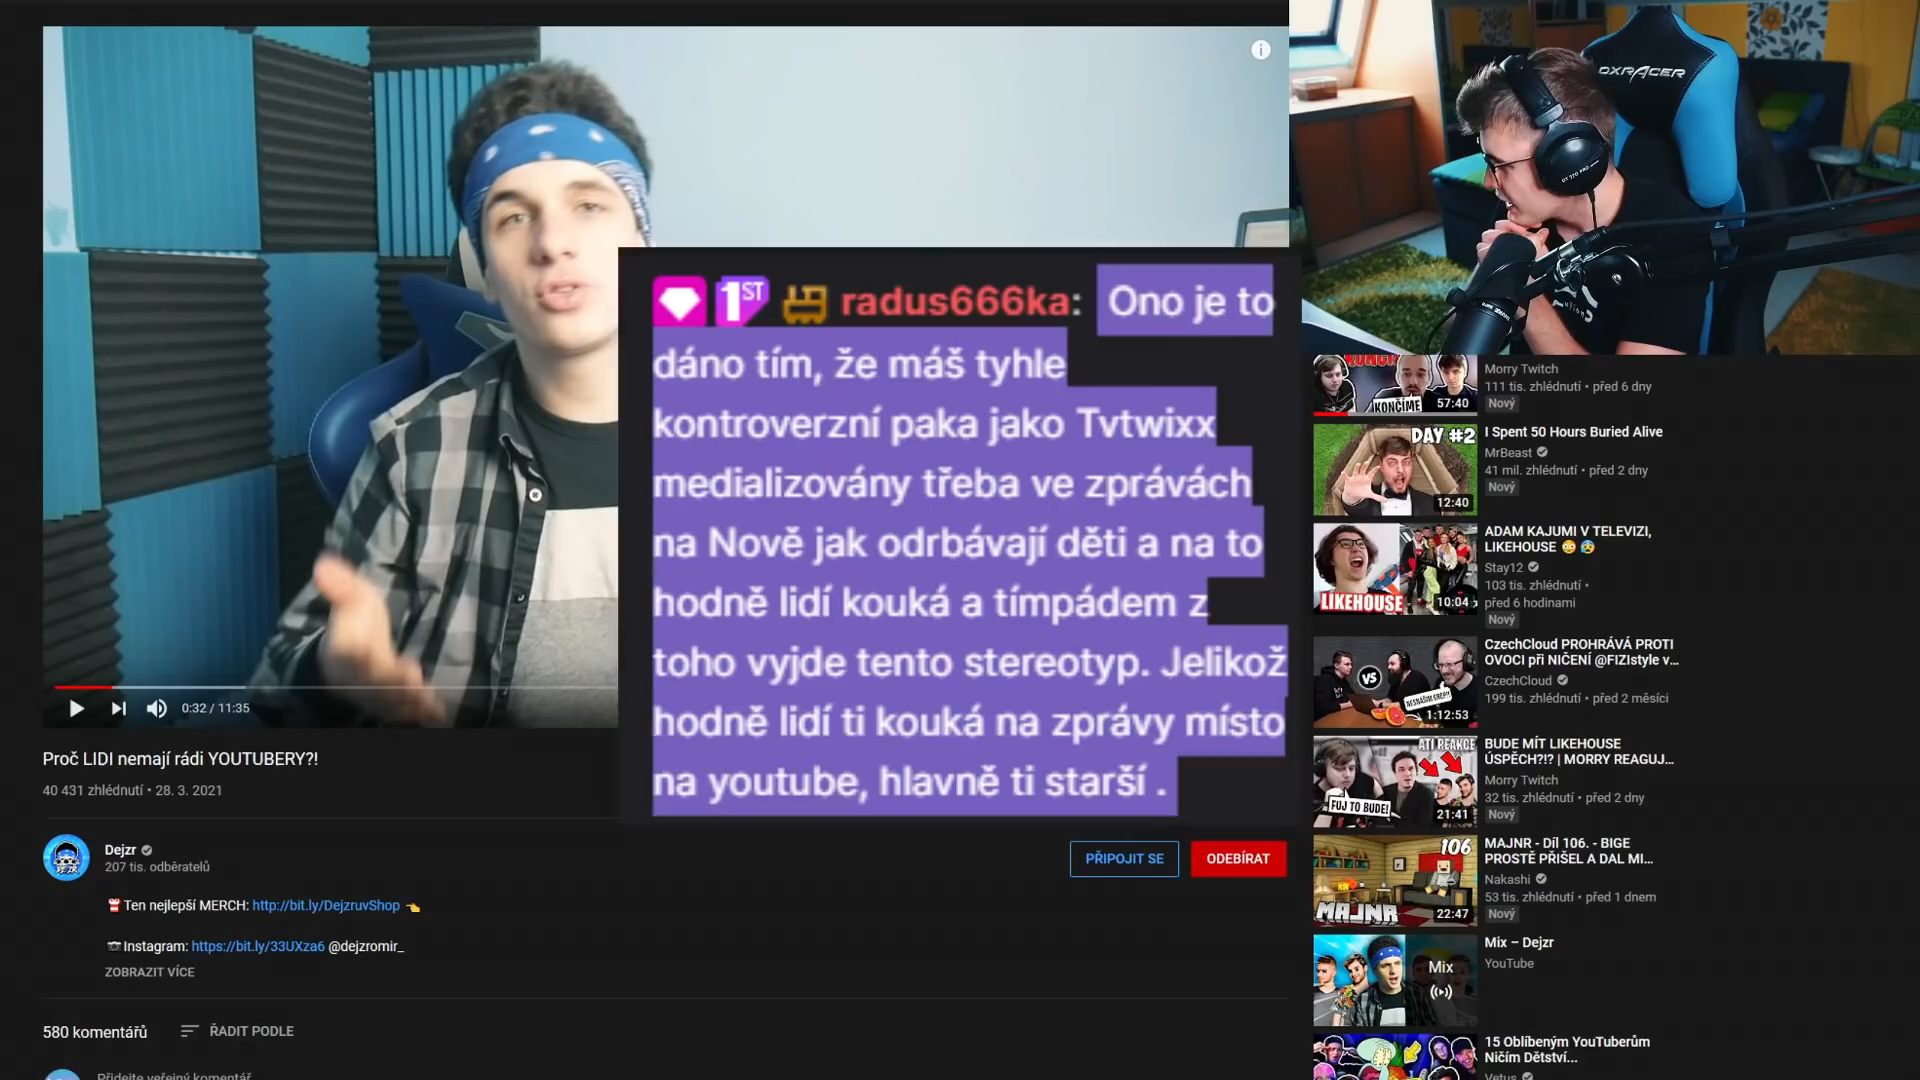 DXRACER
DT 770 PRO
1ST radus666ka: Ono je to
dáno tím, že máš tyhle
kontroverzní paka jako Tvtwixx
medializovány třeba ve zprávách
na Nově jak odrbávají děti a na to
hodně lidí kouká a tímpádem z
toho vyjde tento stereotyp. Jelikož
hodně lidí ti kouká na zprávy místo
na youtube, hlavně ti starší .
0:32 / 11:35
Proč LIDI nemají rádi YOUTUBERY?!
40 431 zhlédnutí • 28. 3. 2021
Dejzr
207 tis. odběratelů
PŘIPOJIT SE
ODEBÍRAT
Ten nejlepší MERCH: http://bit.ly/DejzruvShop
Instagram: https://bit.ly/33UXza6 @dejzromir_
ZOBRAZIT VÍCE
580 komentářů
ŘADIT PODLE
Přidejte veřejný komentář
KONČÍME
57:40
Morry Twitch
111 tis. zhlédnutí • před 6 dny
Nový
DAY #2
12:40
I Spent 50 Hours Buried Alive
MrBeast
41 mil. zhlédnutí • před 2 dny
Nový
LIKEHOUSE
10:04
ADAM KAJUMI V TELEVIZI,
LIKEHOUSE
Stay12
103 tis. zhlédnutí •
před 6 hodinami
Nový
VS
NESNAŠIM EREP!!
1:12:53
CzechCloud PROHRÁVÁ PROTI
OVOCI při NIČENÍ @FIZIstyle v...
CzechCloud
199 tis. zhlédnutí • před 2 měsíci
ATI REAKCE
FUJ TO BUDE!
21:41
BUDE MÍT LIKEHOUSE
ÚSPĚCH?!? | MORRY REAGUJ...
Morry Twitch
32 tis. zhlédnutí • před 2 dny
Nový
106
MAJNR
22:47
MAJNR - Díl 106. - BIGE
PROSTĚ PŘIŠEL A DAL MI...
Nakashi
53 tis. zhlédnutí • před 1 dnem
Nový
Mix
Mix – Dejzr
YouTube
15 Oblíbeným YouTuberům
Ničím Dětství...
Vetus